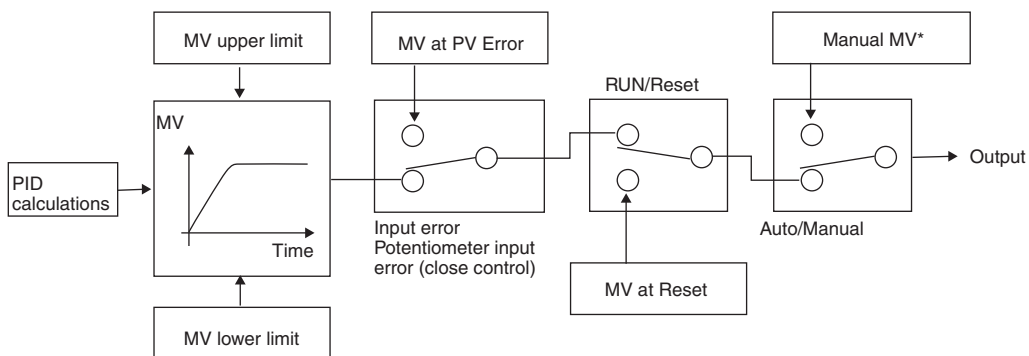 MV upper limit
MV at PV Error
Manual MV*
RUN/Reset
MV
PID
calculations
Time
Output
Input error
Potentiometer input
error (close control)
Auto/Manual
MV at Reset
MV lower limit